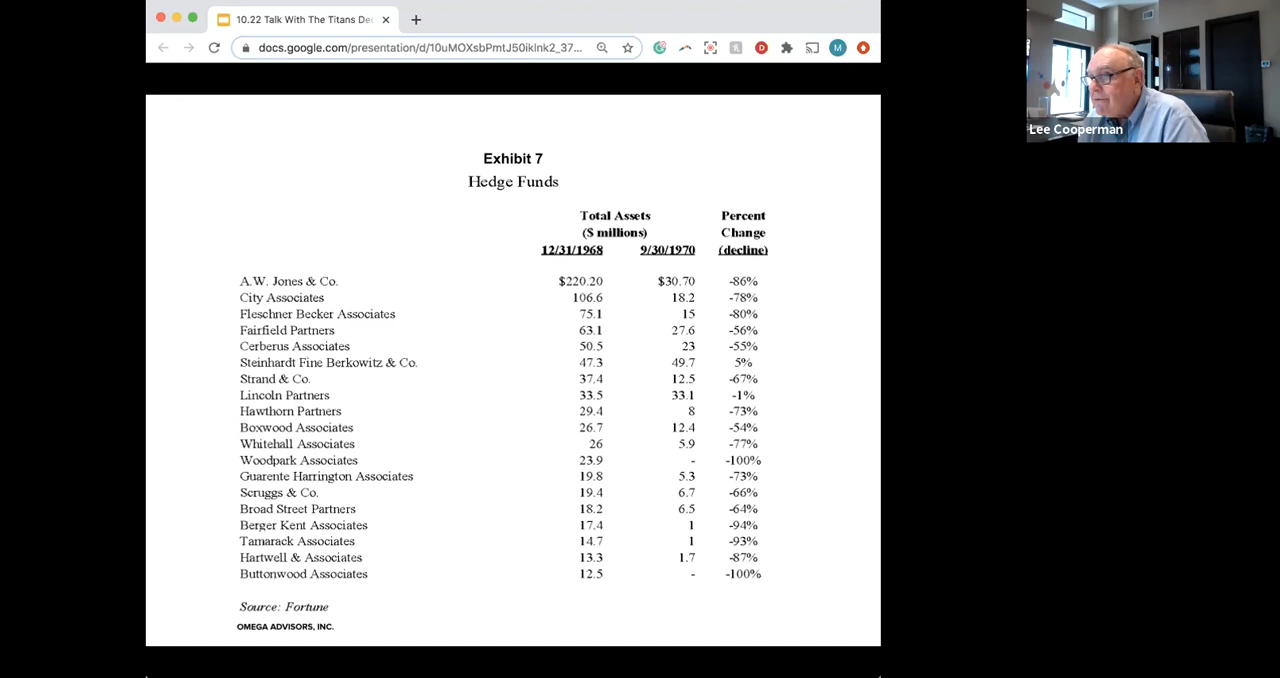 10.22 Talk With The Titans Dec
docs.google.com/presentation/d/10uMOXsbPmtJ50ikInk2_37...
M
Lee Cooperman
Exhibit 7
Hedge Funds
Total Assets Percent
($ millions) Change
12/31/1968 9/30/1970 (decline)
A.W. Jones & Co. $220.20 $30.70 -86%
City Associates 106.6 18.2 -78%
Fleschner Becker Associates 75.1 15 -80%
Fairfield Partners 63.1 27.6 -56%
Cerberus Associates 50.5 23 -55%
Steinhardt Fine Berkowitz & Co. 47.3 49.7 5%
Strand & Co. 37.4 12.5 -67%
Lincoln Partners 33.5 33.1 -1%
Hawthorn Partners 29.4 8 -73%
Boxwood Associates 26.7 12.4 -54%
Whitehall Associates 26 5.9 -77%
Woodpark Associates 23.9 - -100%
Guarente Harrington Associates 19.8 5.3 -73%
Scruggs & Co. 19.4 6.7 -66%
Broad Street Partners 18.2 6.5 -64%
Berger Kent Associates 17.4 1 -94%
Tamarack Associates 14.7 1 -93%
Hartwell & Associates 13.3 1.7 -87%
Buttonwood Associates 12.5 - -100%
Source: Fortune
OMEGA ADVISORS, INC.